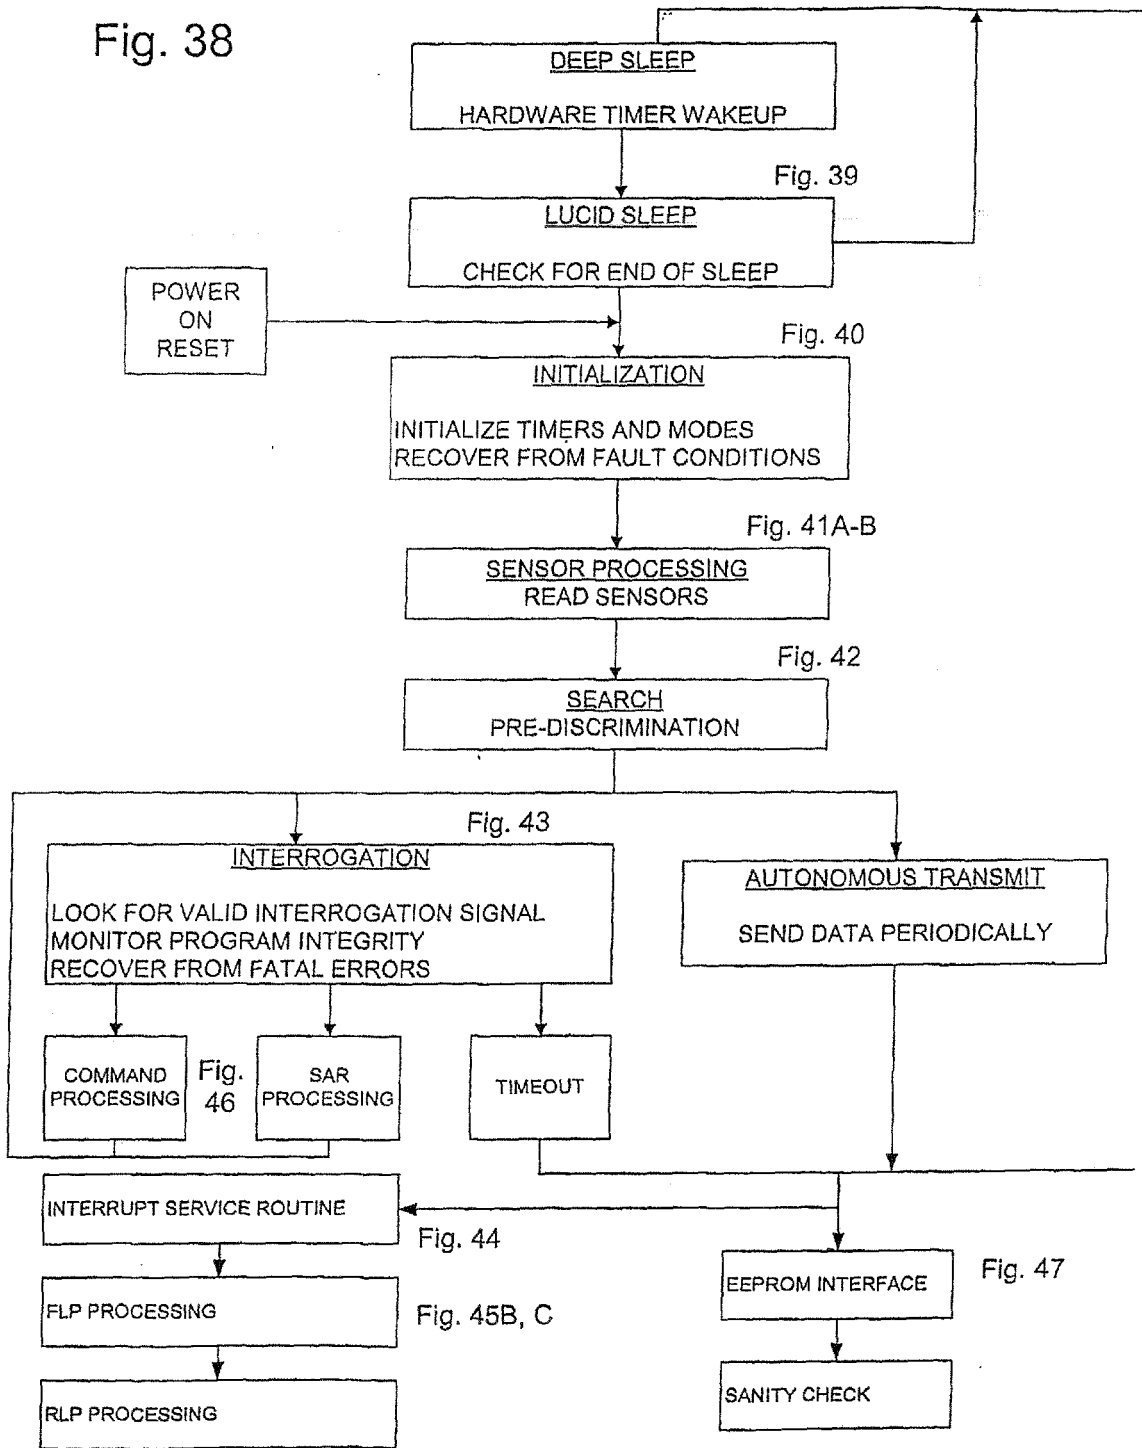 Fig. 38
DEEP SLEEP
HARDWARE TIMER WAKEUP
Fig. 39
LUCID SLEEP
CHECK FOR END OF SLEEP
POWER
ON
RESET
Fig. 40
INITIALIZATION
INITIALIZE TIMERS AND MODES
RECOVER FROM FAULT CONDITIONS
Fig. 41A-B
SENSOR PROCESSING
READ SENSORS
Fig. 42
SEARCH
PRE-DISCRIMINATION
Fig. 43
INTERROGATION
LOOK FOR VALID INTERROGATION SIGNAL
MONITOR PROGRAM INTEGRITY
RECOVER FROM FATAL ERRORS
AUTONOMOUS TRANSMIT
SEND DATA PERIODICALLY
COMMAND
PROCESSING
Fig.
46
SAR
PROCESSING
TIMEOUT
INTERRUPT SERVICE ROUTINE
Fig. 44
FLP PROCESSING
Fig. 45B, C
RLP PROCESSING
EEPROM INTERFACE
Fig. 47
SANITY CHECK